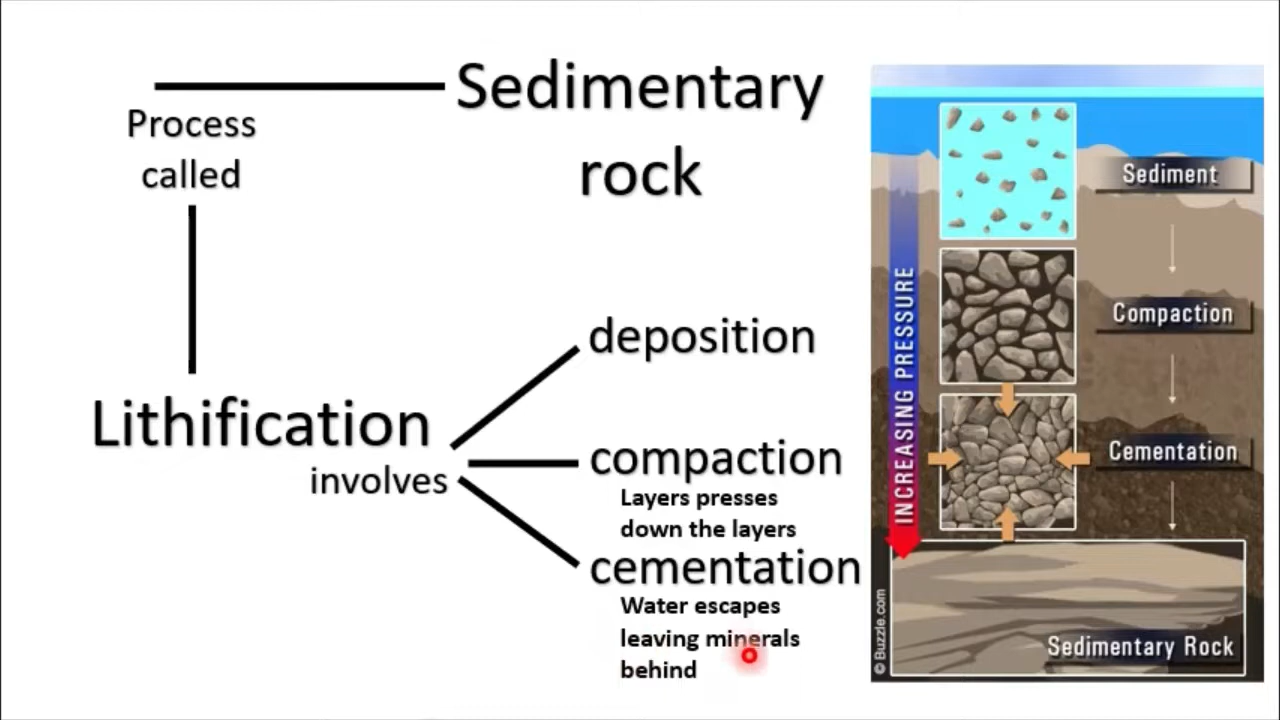 Sedimentary
rock
Process
called
Lithification
involves
deposition
compaction
Layers presses
down the layers
cementation
Water escapes
leaving minerals
behind
INCREASING PRESSURE
Sediment
Compaction
Cementation
Sedimentary Rock
© Buzzle.com